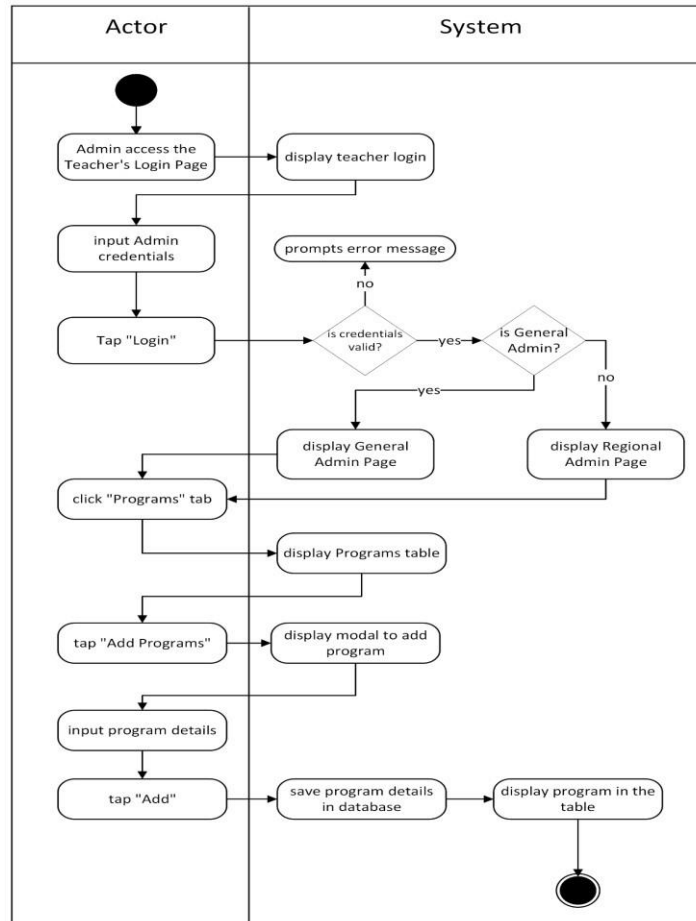 Actor
System
Admin access the
Teacher's Login Page
display teacher login
input Admin
credentials
prompts error message
no
Tap "Login"
is credentials
valid?
yes
is General
Admin?
yes
no
display General
Admin Page
display Regional
Admin Page
click "Programs" tab
display Programs table
tap "Add Programs"
display modal to add
program
input program details
tap "Add"
save program details
in database
display program in the
table